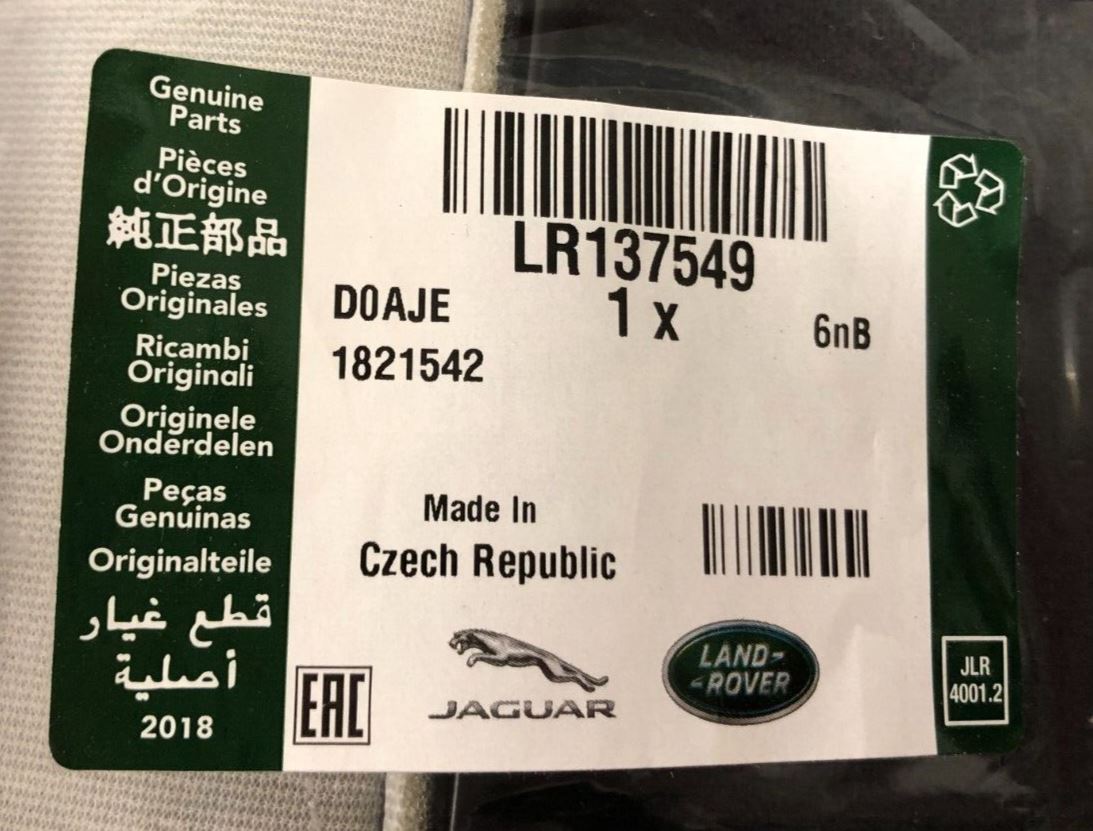 Genuine
Parts
Pièces
d'Origine
純正部品
Piezas
Originales
Ricambi
Originali
Originele
Onderdelen
Peças
Genuinas
Originalteile
قطع غيار
أصلية
2018
LR137549
D0AJE
1 x
6nB
1821542
Made In
Czech Republic
EAC
JAGUAR
LAND-
-ROVER
JLR
4001.2